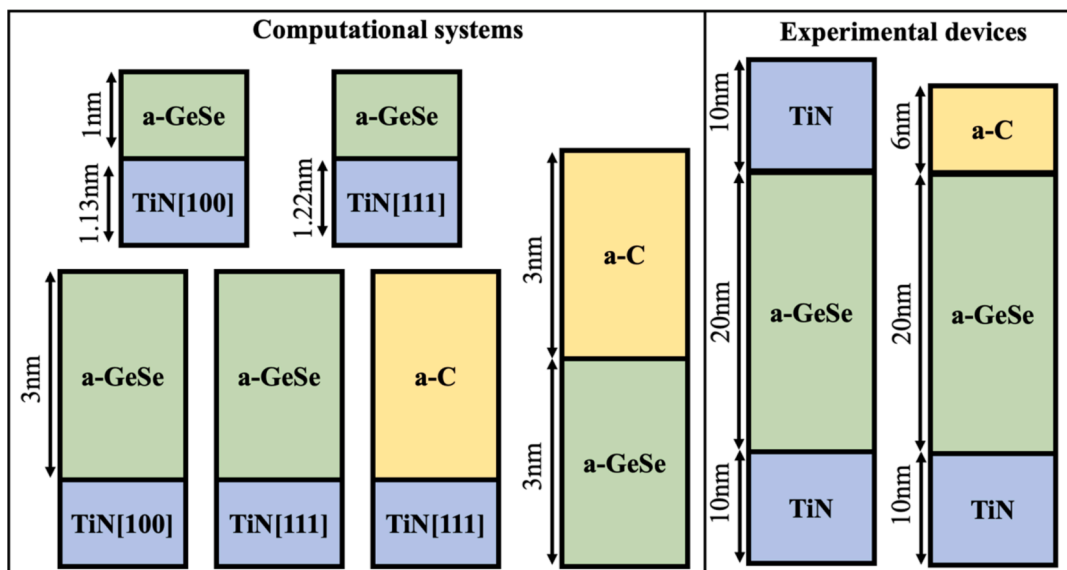 Computational systems
1nm
a-GeSe
1.13nm
TiN[100]
a-GeSe
1.22nm
TiN[111]
3nm
a-GeSe
TiN[100]
a-GeSe
TiN[111]
a-C
TiN[111]
3nm
a-C
3nm
a-GeSe
Experimental devices
10nm
TiN
20nm
a-GeSe
10nm
TiN
6nm
a-C
20nm
a-GeSe
10nm
TiN